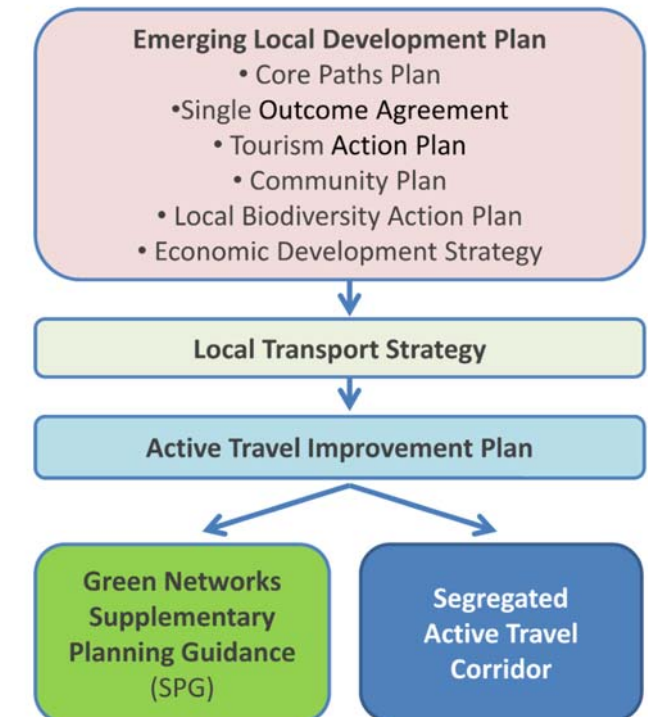 Emerging Local Development Plan
• Core Paths Plan
•Single Outcome Agreement
• Tourism Action Plan
• Community Plan
• Local Biodiversity Action Plan
• Economic Development Strategy
Local Transport Strategy
Active Travel Improvement Plan
Green Networks
Supplementary
Planning Guidance
(SPG)
Segregated
Active Travel
Corridor